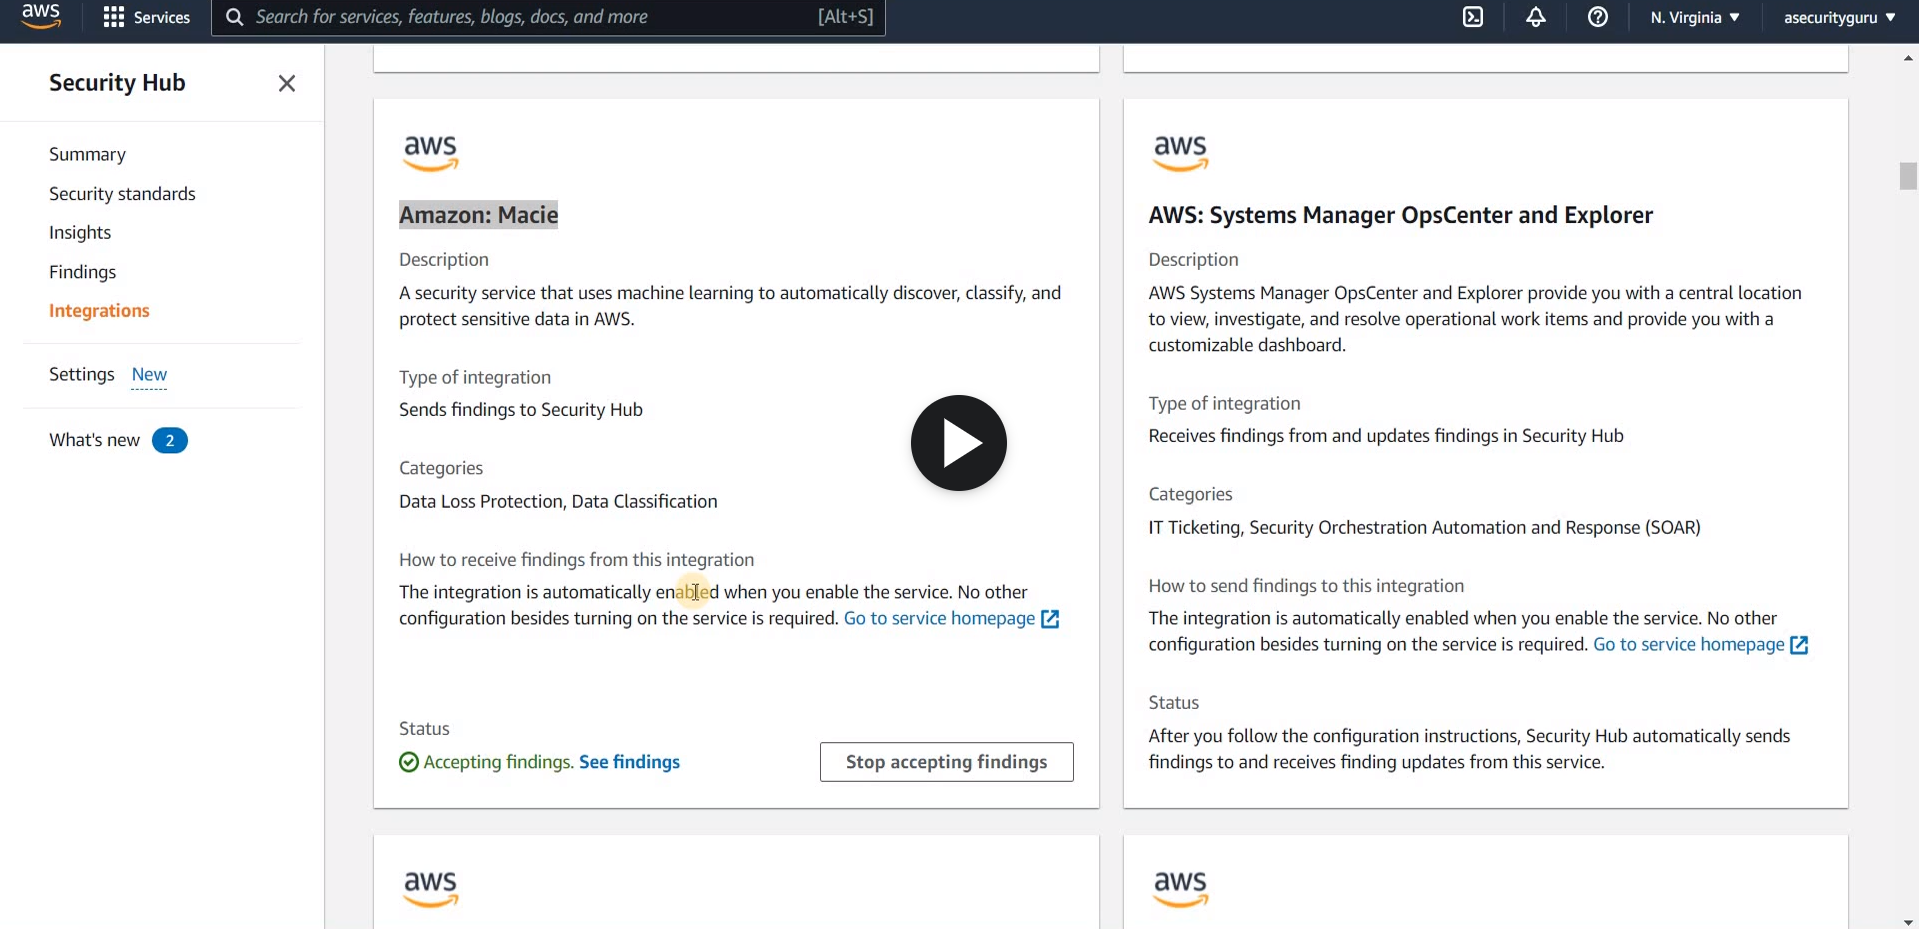 aws
Services
Search for services, features, blogs, docs, and more
[Alt+S]
N. Virginia
asecurityguru
Security Hub
Summary
Security standards
Insights
Findings
Integrations
Settings New
What's new 2
aws
Amazon: Macie
Description
A security service that uses machine learning to automatically discover, classify, and
protect sensitive data in AWS.
Type of integration
Sends findings to Security Hub
Categories
Data Loss Protection, Data Classification
How to receive findings from this integration
The integration is automatically enabled when you enable the service. No other
configuration besides turning on the service is required. Go to service homepage
Status
Accepting findings. See findings
Stop accepting findings
aws
AWS: Systems Manager OpsCenter and Explorer
Description
AWS Systems Manager OpsCenter and Explorer provide you with a central location
to view, investigate, and resolve operational work items and provide you with a
customizable dashboard.
Type of integration
Receives findings from and updates findings in Security Hub
Categories
IT Ticketing, Security Orchestration Automation and Response (SOAR)
How to send findings to this integration
The integration is automatically enabled when you enable the service. No other
configuration besides turning on the service is required. Go to service homepage
Status
After you follow the configuration instructions, Security Hub automatically sends
findings to and receives finding updates from this service.
aws
aws